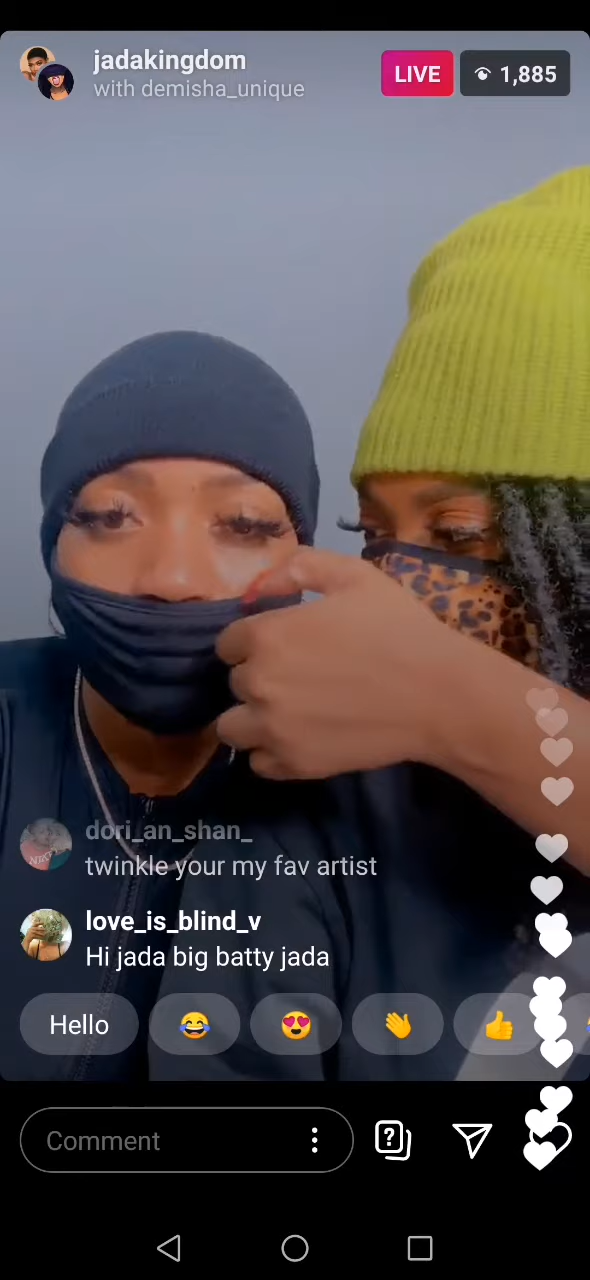 jadakingdom
with demisha_unique
LIVE
1,885
dori_an_shan_
twinkle your my fav artist
love_is_blind_v
Hi jada big batty jada
Hello
Comment